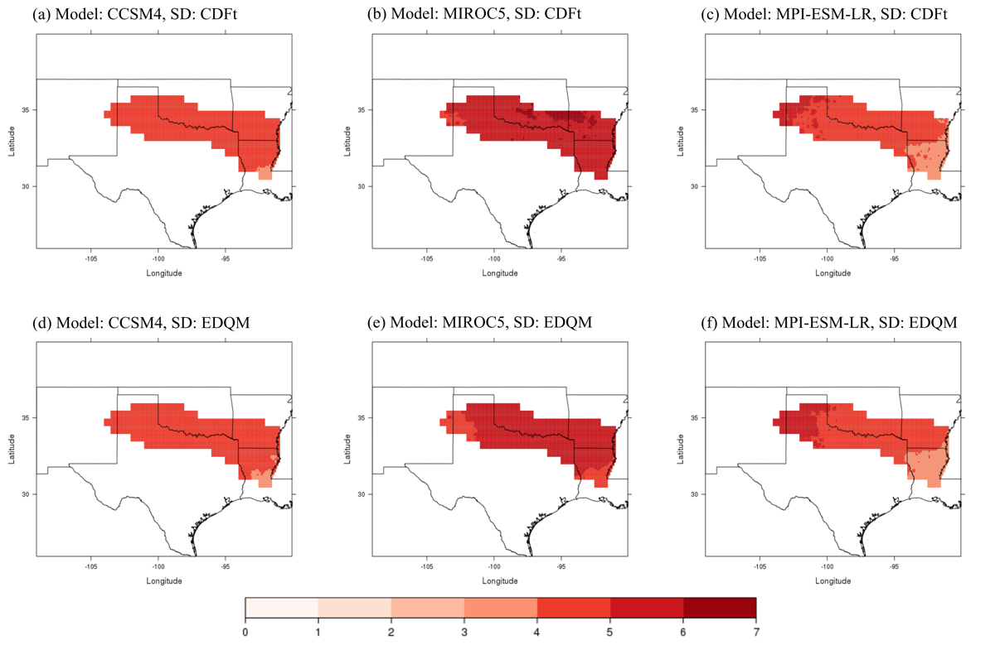 (a) Model: CCSM4, SD: CDFt
(b) Model: MIROC5, SD: CDFt
(c) Model: MPI-ESM-LR, SD: CDFt
Latitude
35
30
-105
-100
-95
Longitude
Latitude
35
30
-105
-100
-95
Longitude
Latitude
35
30
-105
-100
-95
Longitude
(d) Model: CCSM4, SD: EDQM
(e) Model: MIROC5, SD: EDQM
(f) Model: MPI-ESM-LR, SD: EDQM
Latitude
35
30
-105
-100
-95
Longitude
Latitude
35
30
-105
-100
-95
Longitude
Latitude
35
30
-105
-100
-95
Longitude
0 1 2 3 4 5 6 7